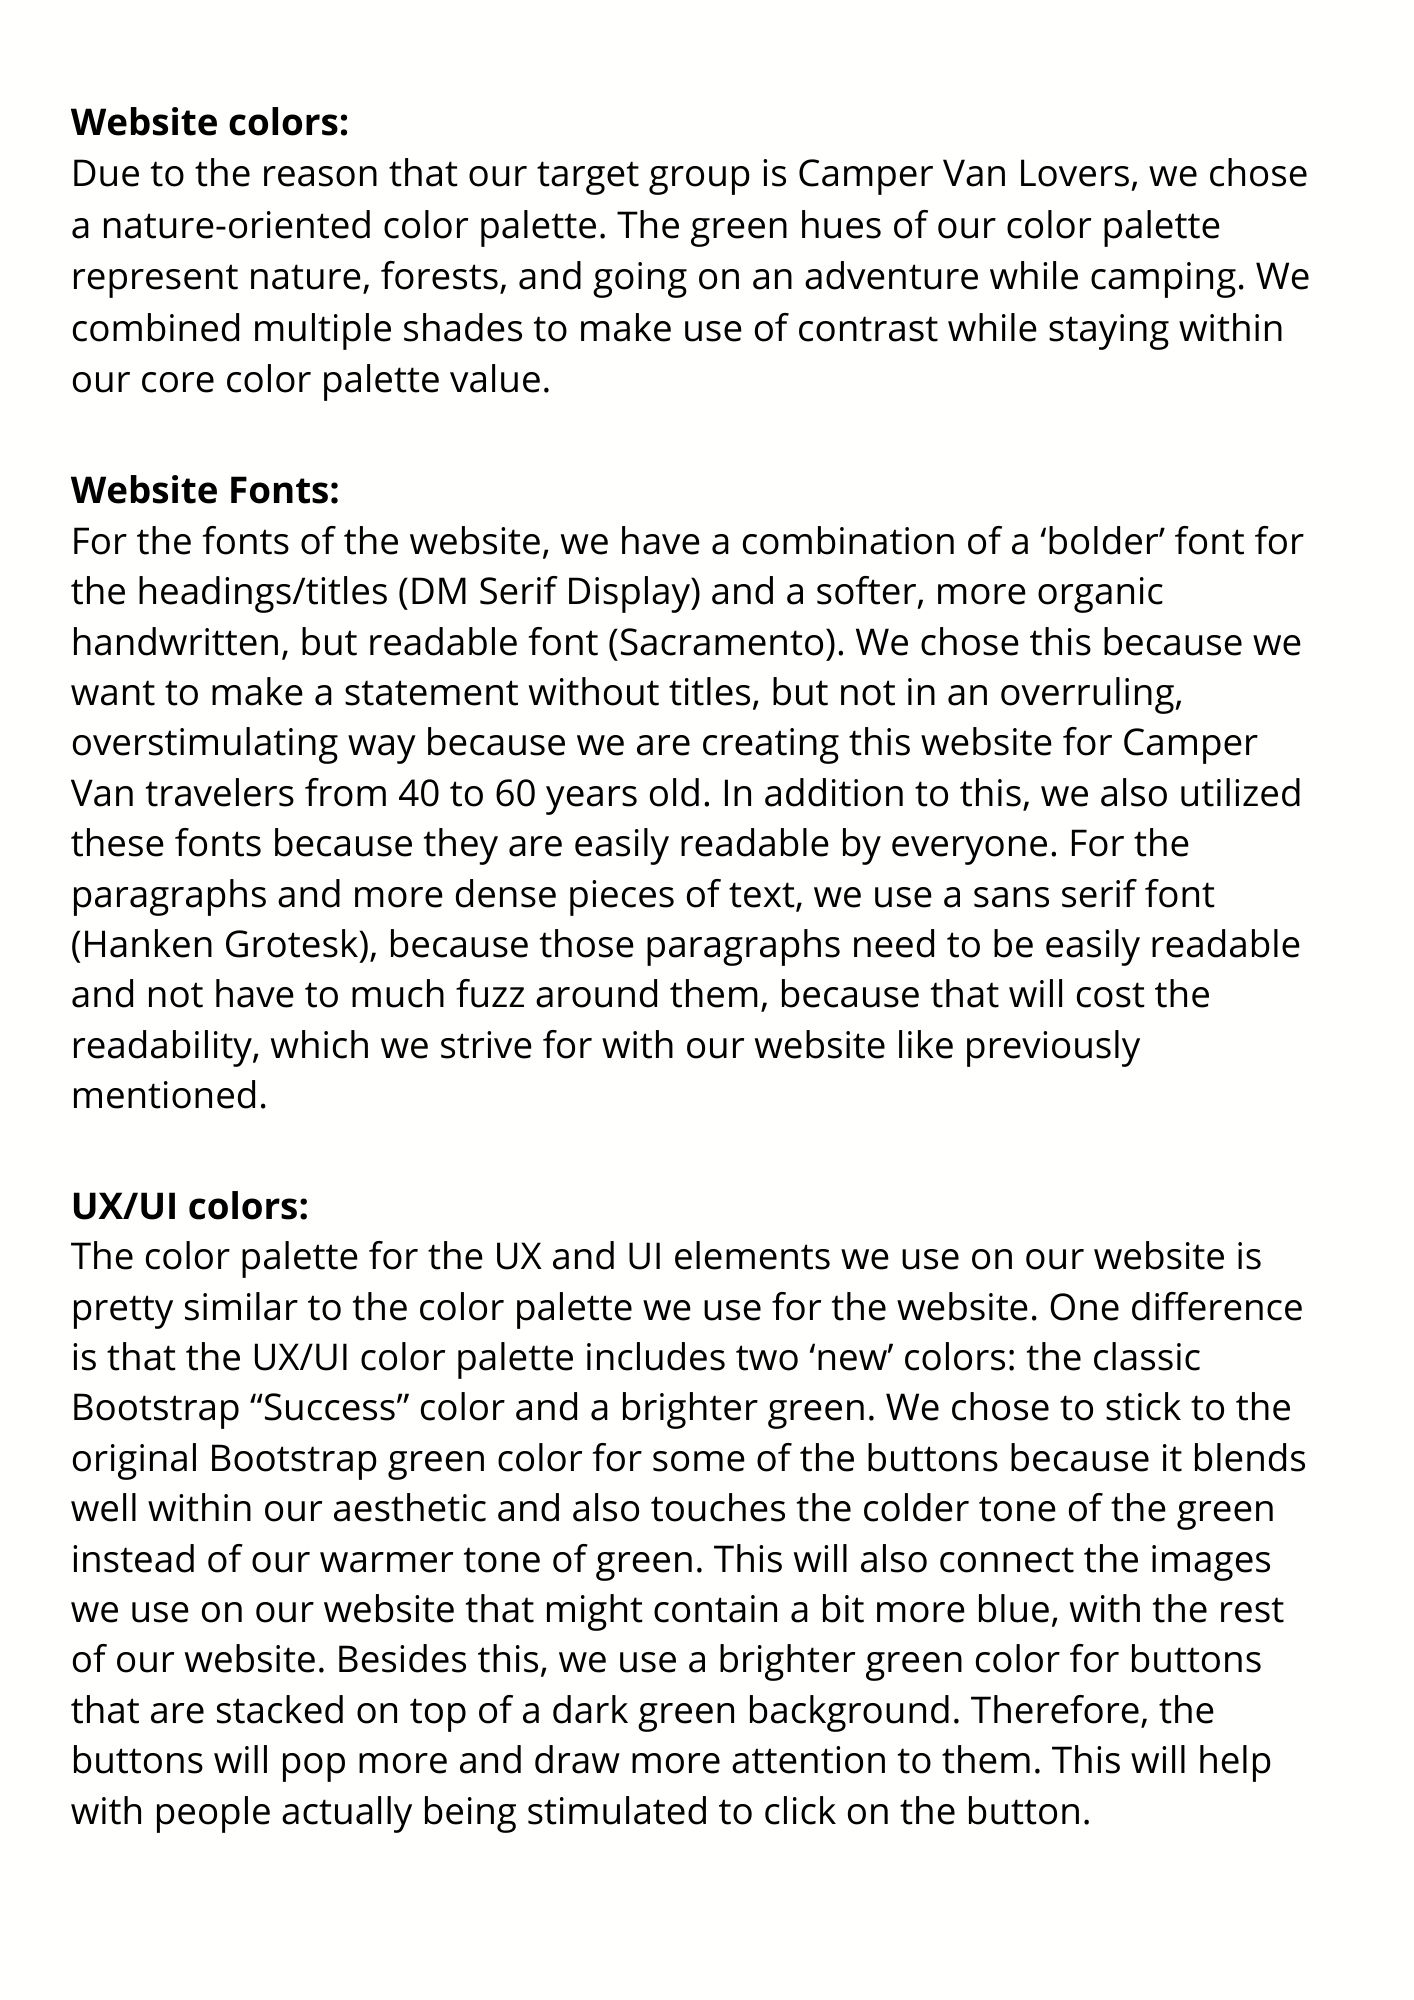 Website colors:
Due to the reason that our target group is Camper Van Lovers, we chose
a nature-oriented color palette. The green hues of our color palette
represent nature, forests, and going on an adventure while camping. We
combined multiple shades to make use of contrast while staying within
our core color palette value.
Website Fonts:
For the fonts of the website, we have a combination of a ‘bolder’ font for
the headings/titles (DM Serif Display) and a softer, more organic
handwritten, but readable font (Sacramento). We chose this because we
want to make a statement without titles, but not in an overruling,
overstimulating way because we are creating this website for Camper
Van travelers from 40 to 60 years old. In addition to this, we also utilized
these fonts because they are easily readable by everyone. For the
paragraphs and more dense pieces of text, we use a sans serif font
(Hanken Grotesk), because those paragraphs need to be easily readable
and not have to much fuzz around them, because that will cost the
readability, which we strive for with our website like previously
mentioned.
UX/UI colors:
The color palette for the UX and UI elements we use on our website is
pretty similar to the color palette we use for the website. One difference
is that the UX/UI color palette includes two ‘new’ colors: the classic
Bootstrap “Success” color and a brighter green. We chose to stick to the
original Bootstrap green color for some of the buttons because it blends
well within our aesthetic and also touches the colder tone of the green
instead of our warmer tone of green. This will also connect the images
we use on our website that might contain a bit more blue, with the rest
of our website. Besides this, we use a brighter green color for buttons
that are stacked on top of a dark green background. Therefore, the
buttons will pop more and draw more attention to them. This will help
with people actually being stimulated to click on the button.